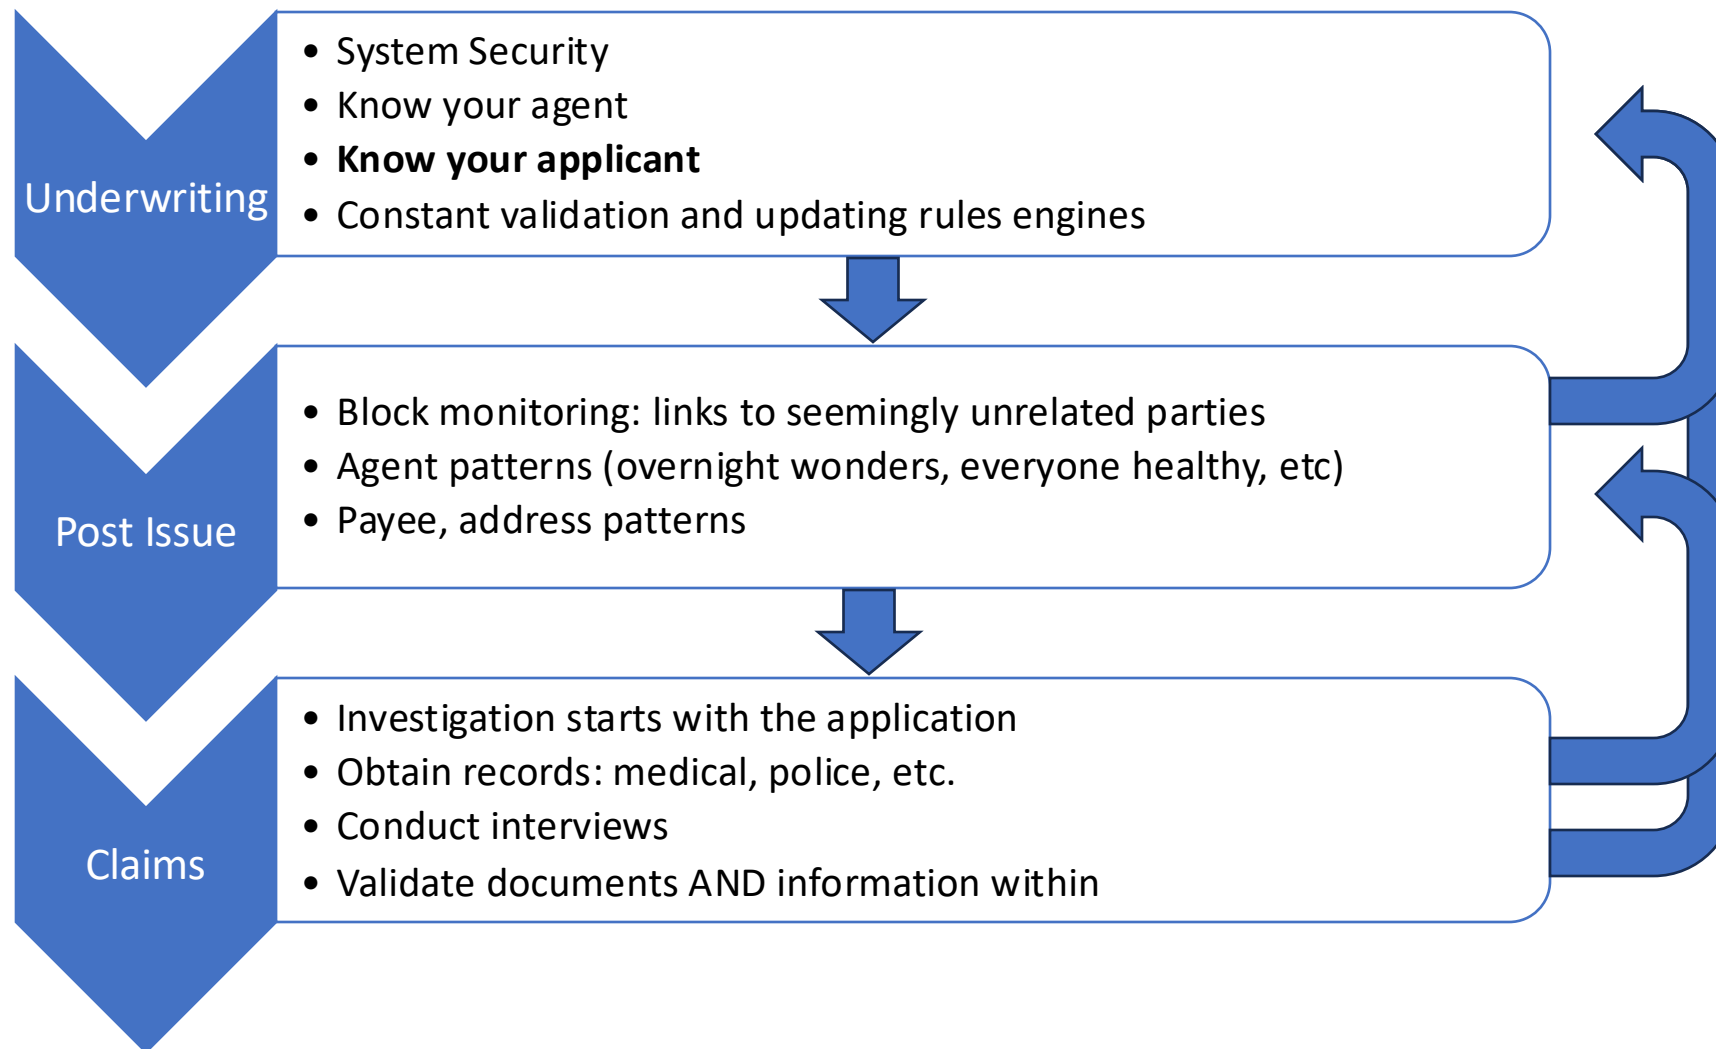 Underwriting
• System Security
• Know your agent
• Know your applicant
• Constant validation and updating rules engines
Post Issue
• Block monitoring: links to seemingly unrelated parties
• Agent patterns (overnight wonders, everyone healthy, etc)
• Payee, address patterns
Claims
• Investigation starts with the application
• Obtain records: medical, police, etc.
• Conduct interviews
• Validate documents AND information within